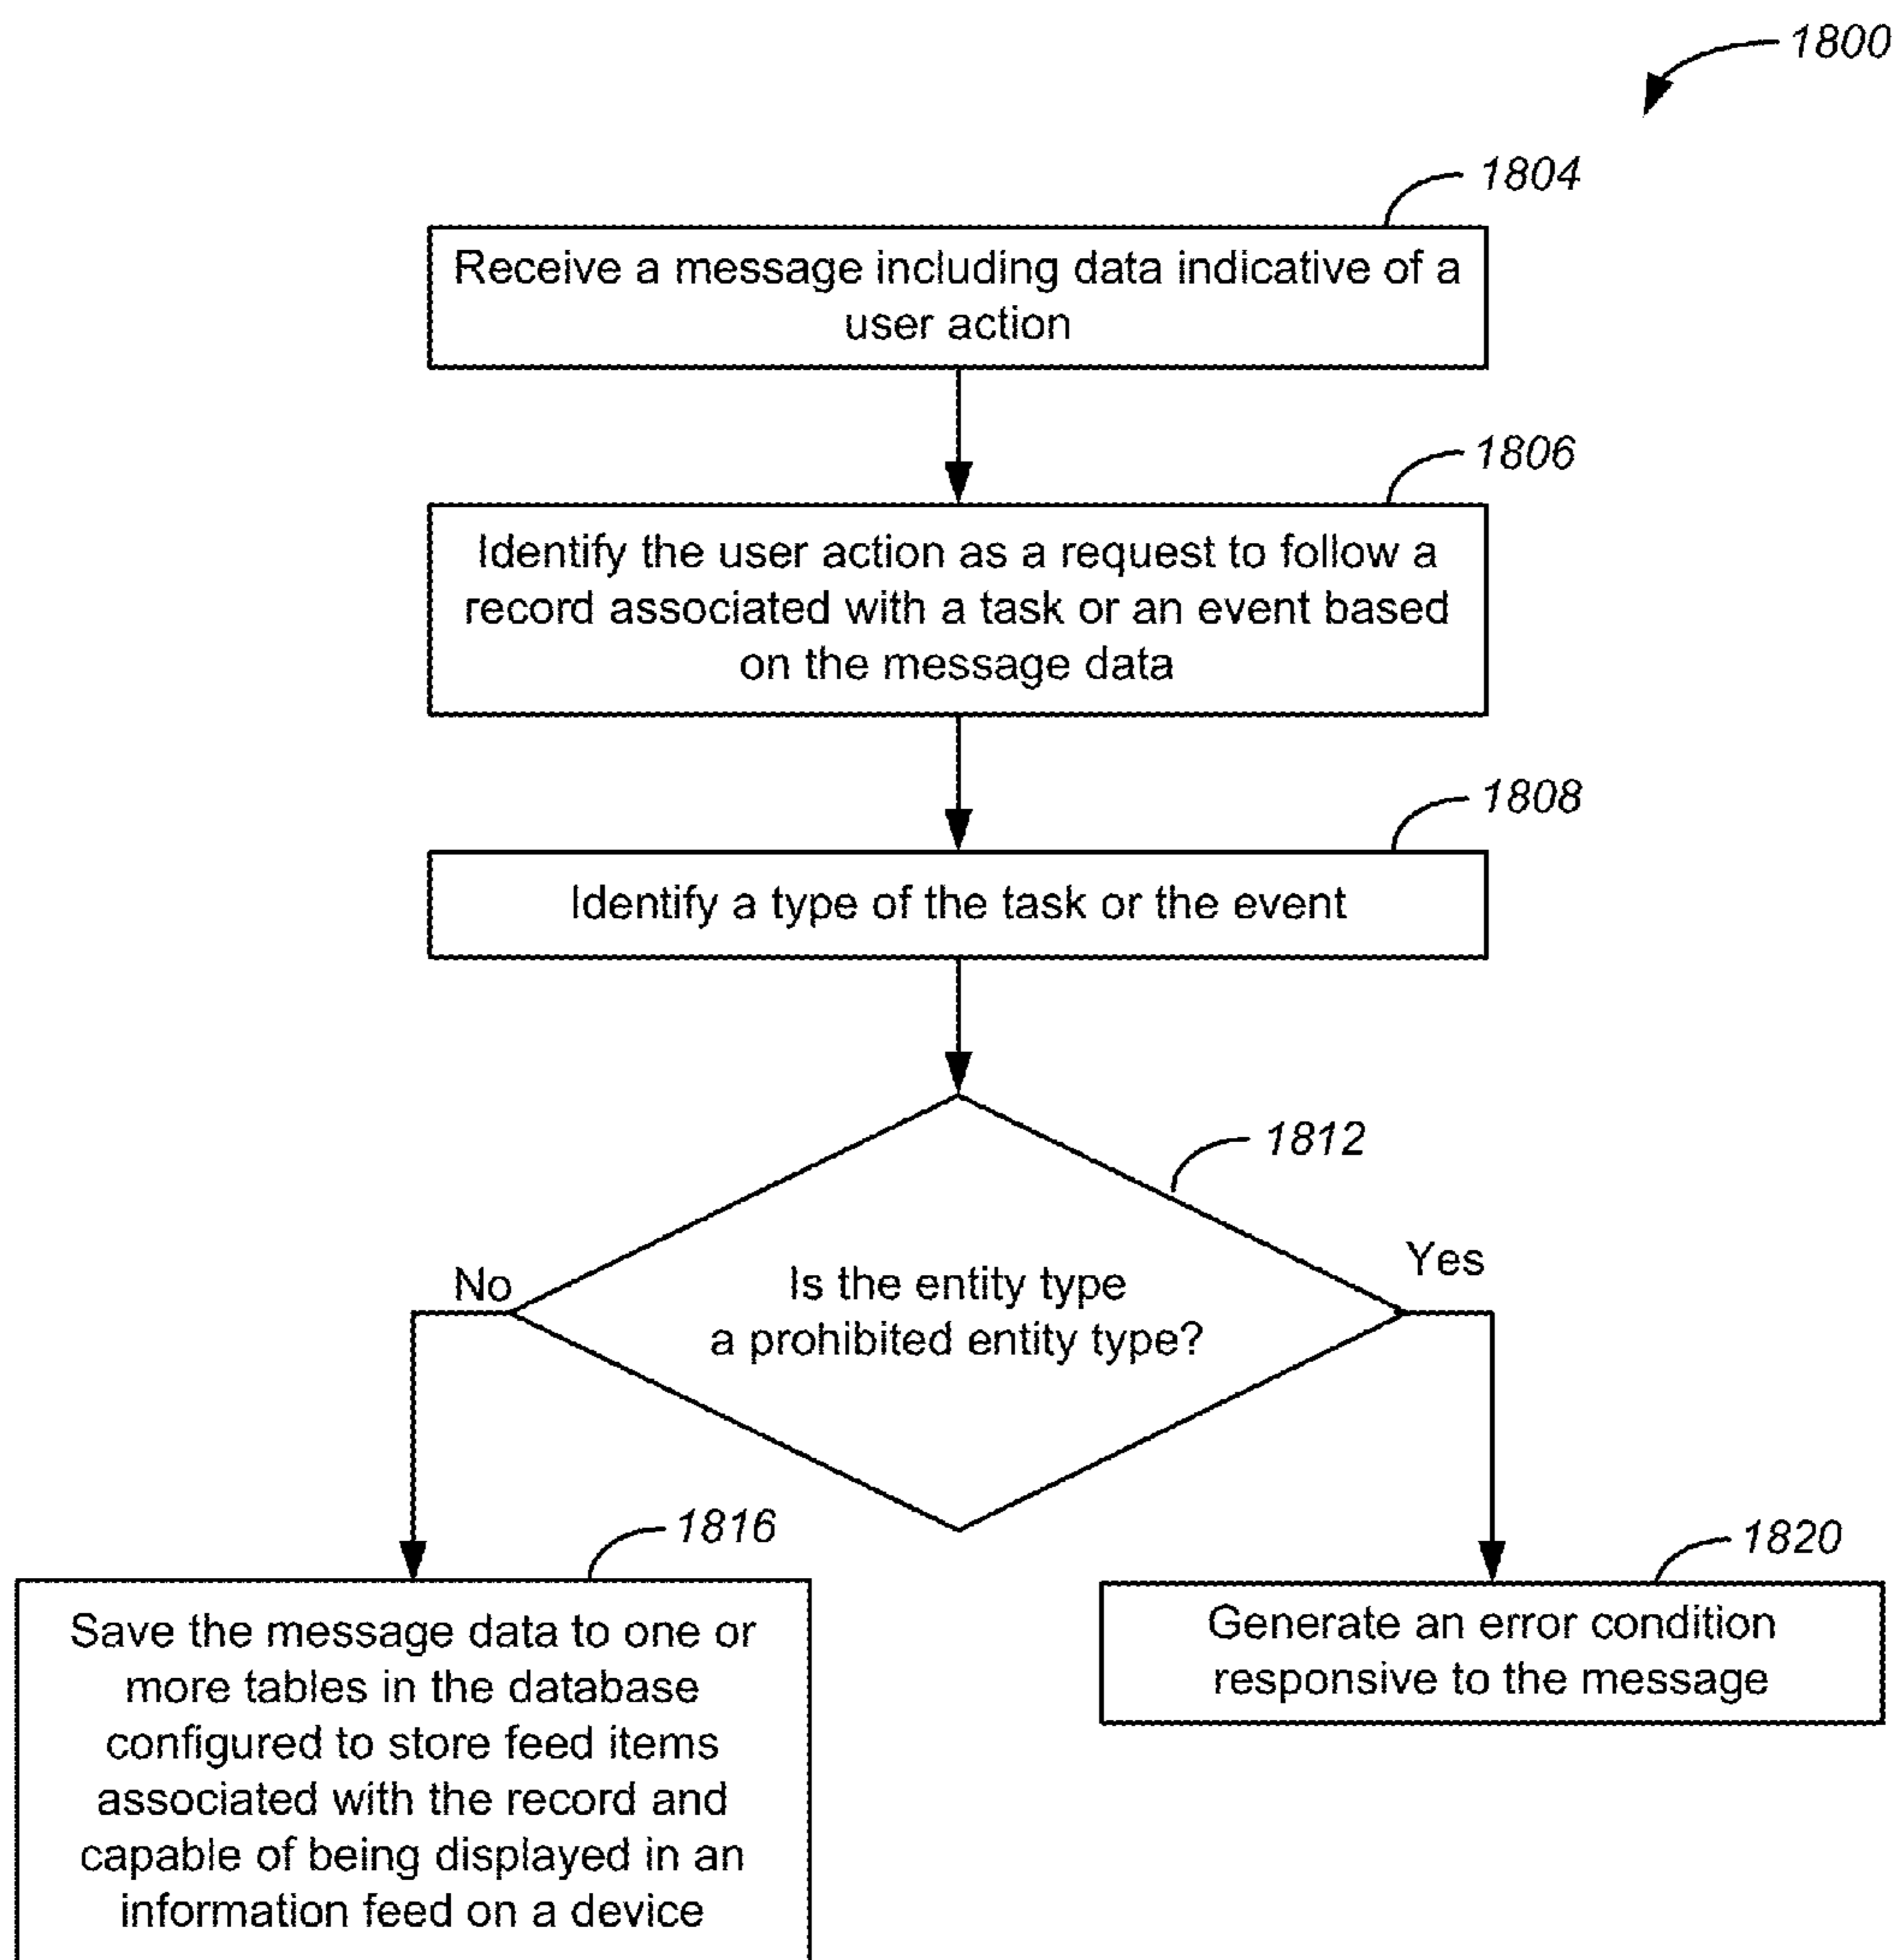 1800
1804
Receive a message including data indicative of a
user action
1806
Identify the user action as a request to follow a
record associated with a task or an event based
on the message data
1808
Identify a type of the task or the event
1812
No
Is the entity type
a prohibited entity type?
Yes
1816
Save the message data to one or
more tables in the database
configured to store feed items
associated with the record and
capable of being displayed in an
information feed on a device
1820
Generate an error condition
responsive to the message